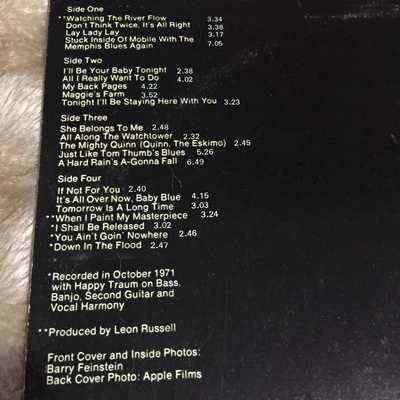 Side One
**Watching The River Flow 3.34
Don't Think Twice, It's All Right 3.38
Lay Lady Lay 3.17
Stuck Inside Of Mobile With The
Memphis Blues Again 7.05
Side Two
I'll Be Your Baby Tonight 2.38
All I Really Want To Do 4.02
My Back Pages 4.22
Maggie's Farm 3.52
Tonight I'll Be Staying Here With You 3.23
Side Three
She Belongs To Me 2.48
All Along The Watchtower 2.32
The Mighty Quinn (Quinn, The Eskimo) 2.45
Just Like Tom Thumb's Blues 5.26
A Hard Rain's A-Gonna Fall 6.49
Side Four
If Not For You 2.40
It's All Over Now, Baby Blue 4.15
Tomorrow Is A Long Time 3.03
**When I Paint My Masterpiece 3.24
*I Shall Be Released 3.02
*You Ain't Goin' Nowhere 2.46
*Down In The Flood 2.47
*Recorded in October 1971
with Happy Traum on Bass,
Banjo, Second Guitar and
Vocal Harmony
**Produced by Leon Russell
Front Cover and Inside Photos:
Barry Feinstein
Back Cover Photo: Apple Films